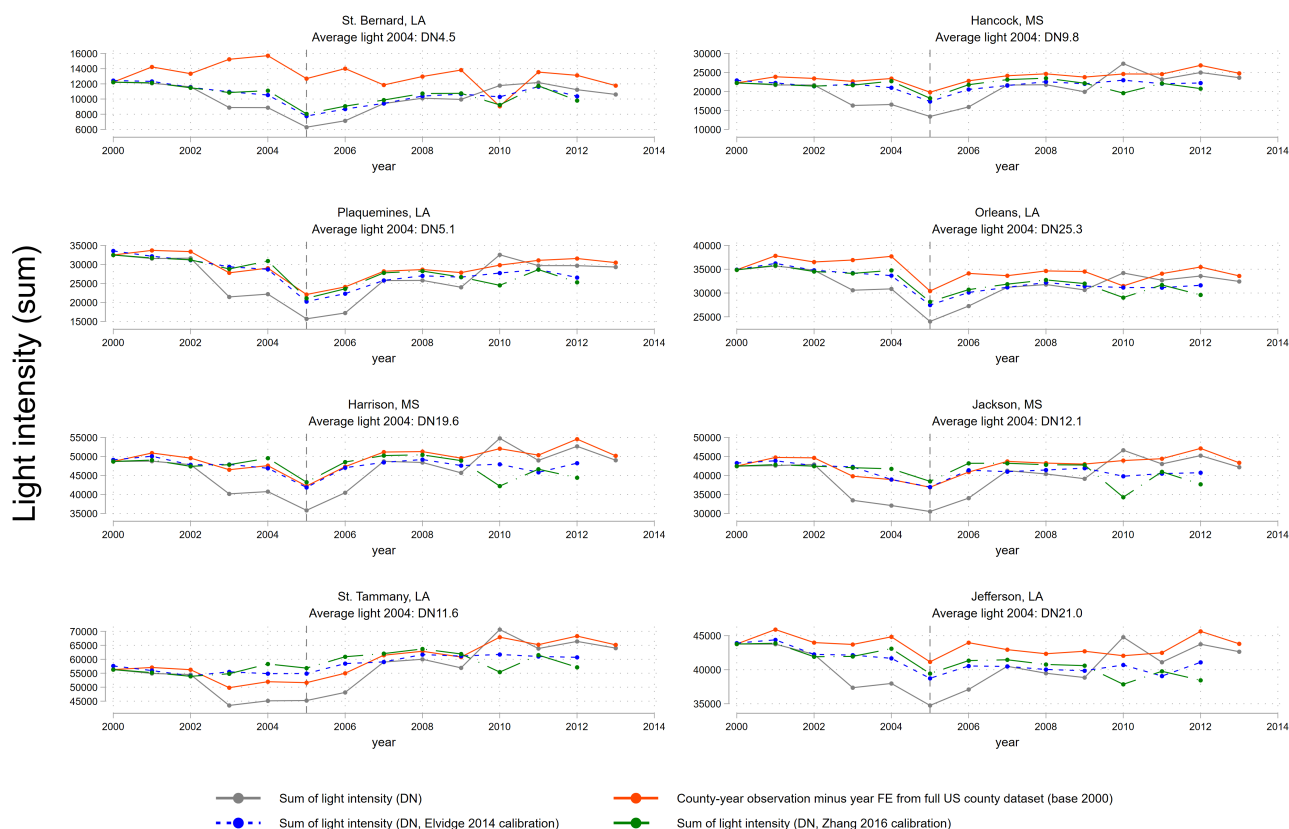 Light intensity (sum)
St. Bernard, LA
Average light 2004: DN4.5
16000
14000
12000
10000
8000
6000
2000 2002 2004 2006 2008 2010 2012 2014
year
Hancock, MS
Average light 2004: DN9.8
30000
25000
20000
15000
10000
2000 2002 2004 2006 2008 2010 2012 2014
year
Plaquemines, LA
Average light 2004: DN5.1
35000
30000
25000
20000
15000
2000 2002 2004 2006 2008 2010 2012 2014
year
Orleans, LA
Average light 2004: DN25.3
40000
35000
30000
25000
2000 2002 2004 2006 2008 2010 2012 2014
year
Harrison, MS
Average light 2004: DN19.6
55000
50000
45000
40000
35000
2000 2002 2004 2006 2008 2010 2012 2014
year
Jackson, MS
Average light 2004: DN12.1
50000
45000
40000
35000
30000
2000 2002 2004 2006 2008 2010 2012 2014
year
St. Tammany, LA
Average light 2004: DN11.6
70000
65000
60000
55000
50000
45000
2000 2002 2004 2006 2008 2010 2012 2014
year
Jefferson, LA
Average light 2004: DN21.0
45000
40000
35000
2000 2002 2004 2006 2008 2010 2012 2014
year
Sum of light intensity (DN)
County-year observation minus year FE from full US county dataset (base 2000)
Sum of light intensity (DN, Elvidge 2014 calibration)
Sum of light intensity (DN, Zhang 2016 calibration)